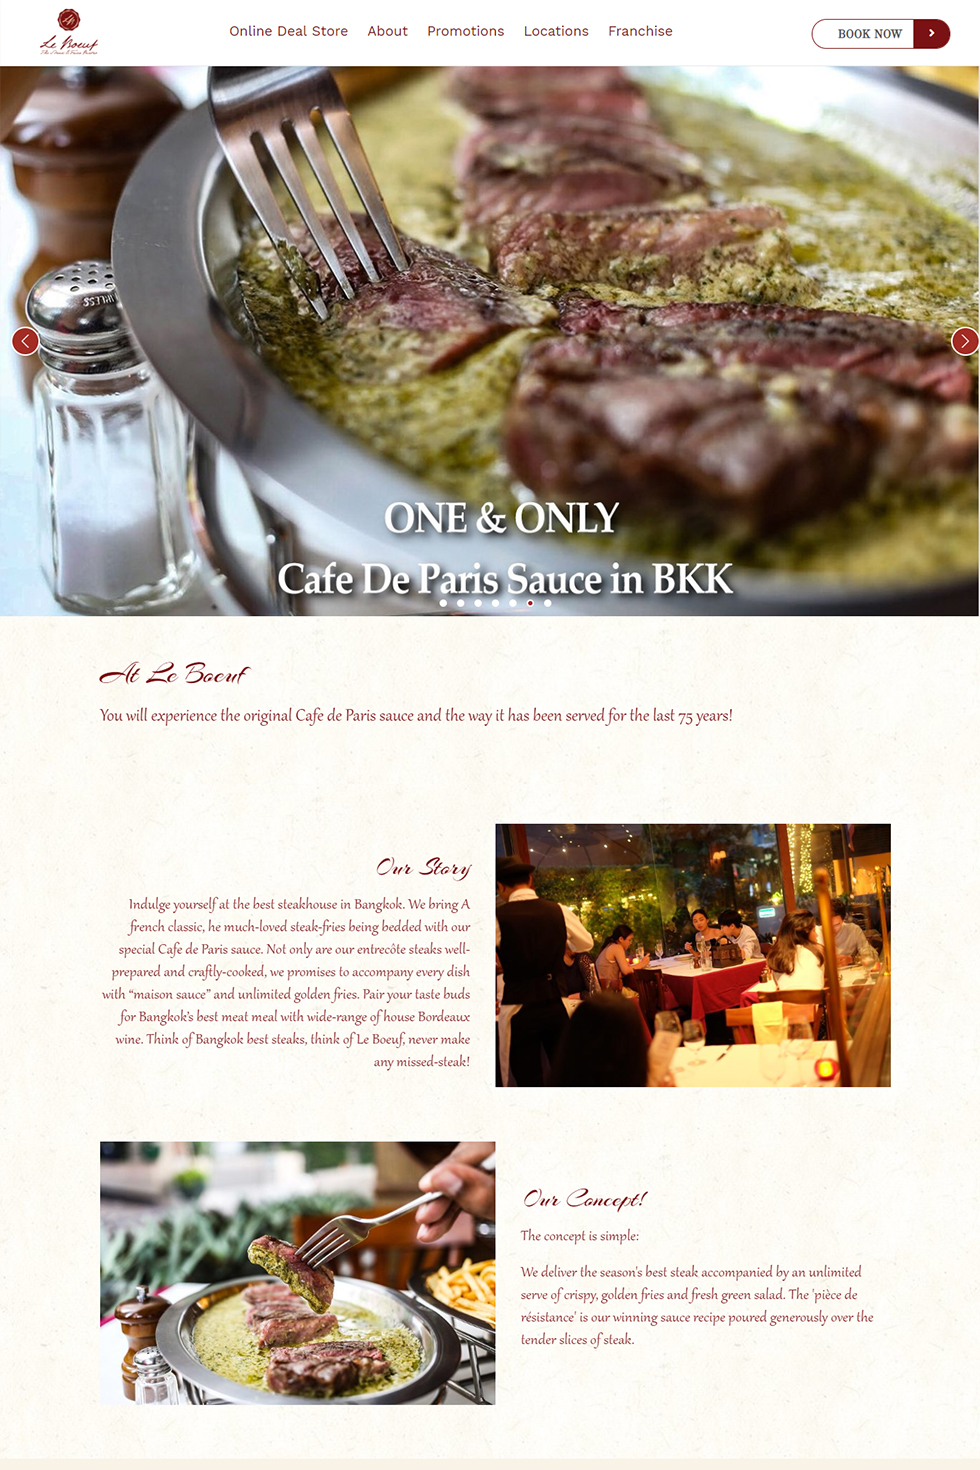 Le Boeuf
Online Deal Store About Promotions Locations Franchise
BOOK NOW
ONE & ONLY
Cafe De Paris Sauce in BKK
At Le Boeuf
You will experience the original Cafe de Paris sauce and the way it has been served for the last 75 years!
Our Story
Indulge yourself at the best steakhouse in Bangkok. We bring A
french classic, he much-loved steak-fries being bedded with our
special Cafe de Paris sauce. Not only are our entrecôte steaks well-
prepared and craftly-cooked, we promises to accompany every dish
with “maison sauce” and unlimited golden fries. Pair your taste buds
for Bangkok's best meat meal with wide-range of house Bordeaux
wine. Think of Bangkok best steaks, think of Le Boeuf, never make
any missed-steak!
Our Concept!
The concept is simple:
We deliver the season's best steak accompanied by an unlimited
serve of crispy, golden fries and fresh green salad. The 'pièce de
résistance' is our winning sauce recipe poured generously over the
tender slices of steak.